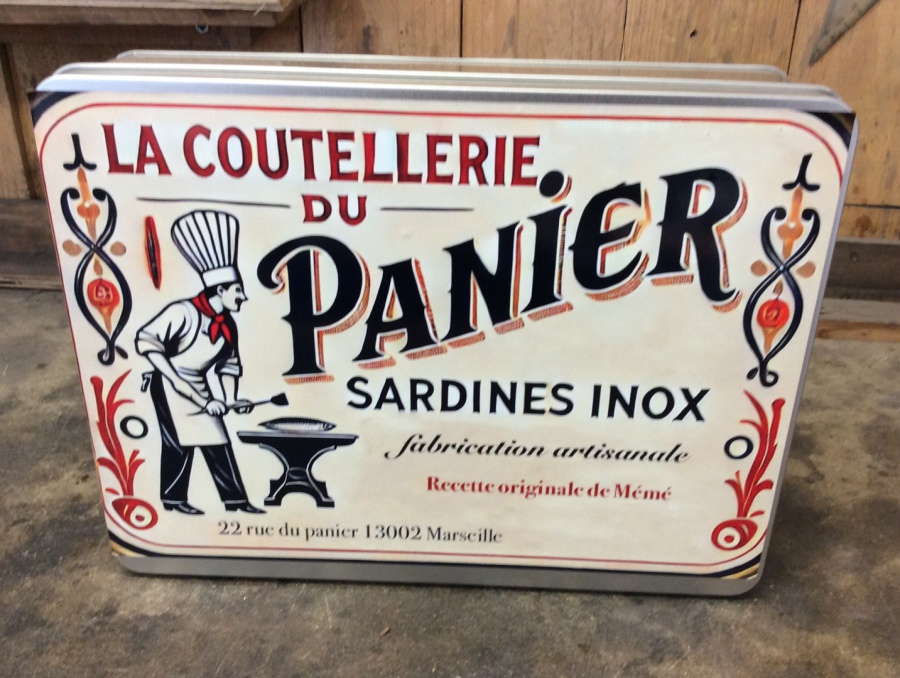 LA COUTELLERIE
DU
PANiER
SARDINES INOX
fabrication artisanale
Recette originale de Mémé
22 rue du panier 13002 Marseille